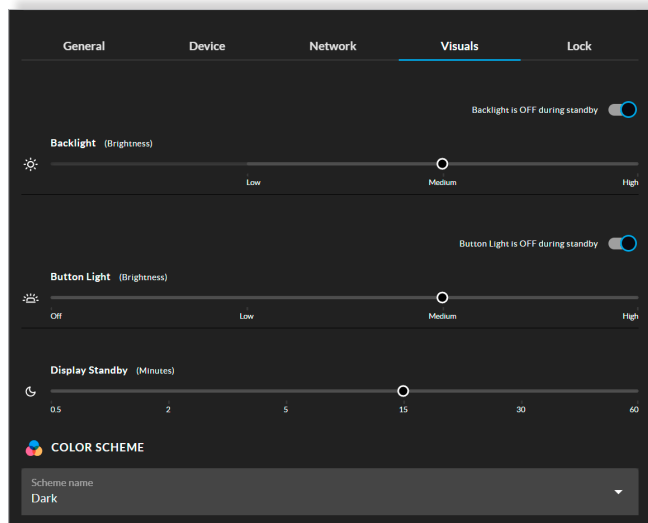 General Device Network Visuals Lock
Backlight is OFF during standby
Backlight (Brightness)
Low Medium High
Button Light is OFF during standby
Button Light (Brightness)
Off Low Medium High
Display Standby (Minutes)
0.5 2 5 15 30 60
COLOR SCHEME
Scheme name
Dark